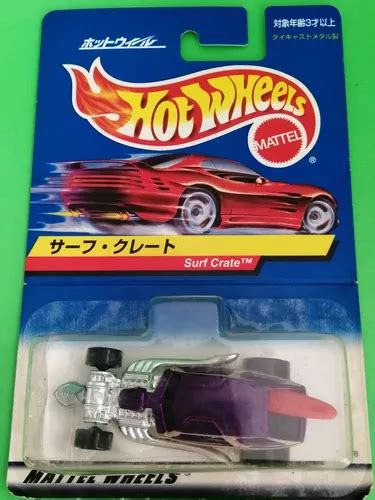 ホットウィール
対象年齢3才以上
ダイキャストメタル製
HOT WHEELS
MATTEL
®
サーフ・クレート
Surf Crate™
MATTEL WHEELS